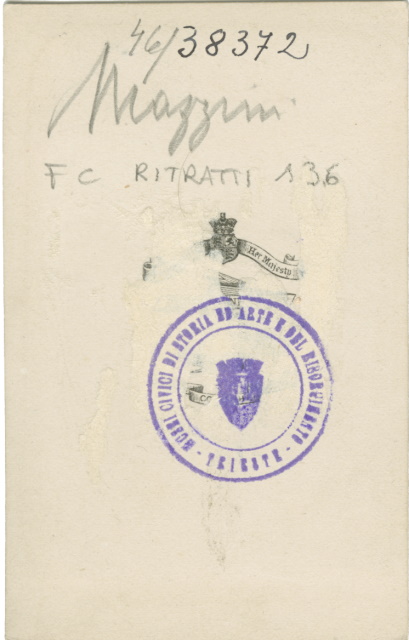 46/38372
Mazzini
FC RITRATTI 136
Her Majesty
MUSEI CIVICI DI STORIA ED ARTE E DEL RISORGIMENTO
- TRIESTE -